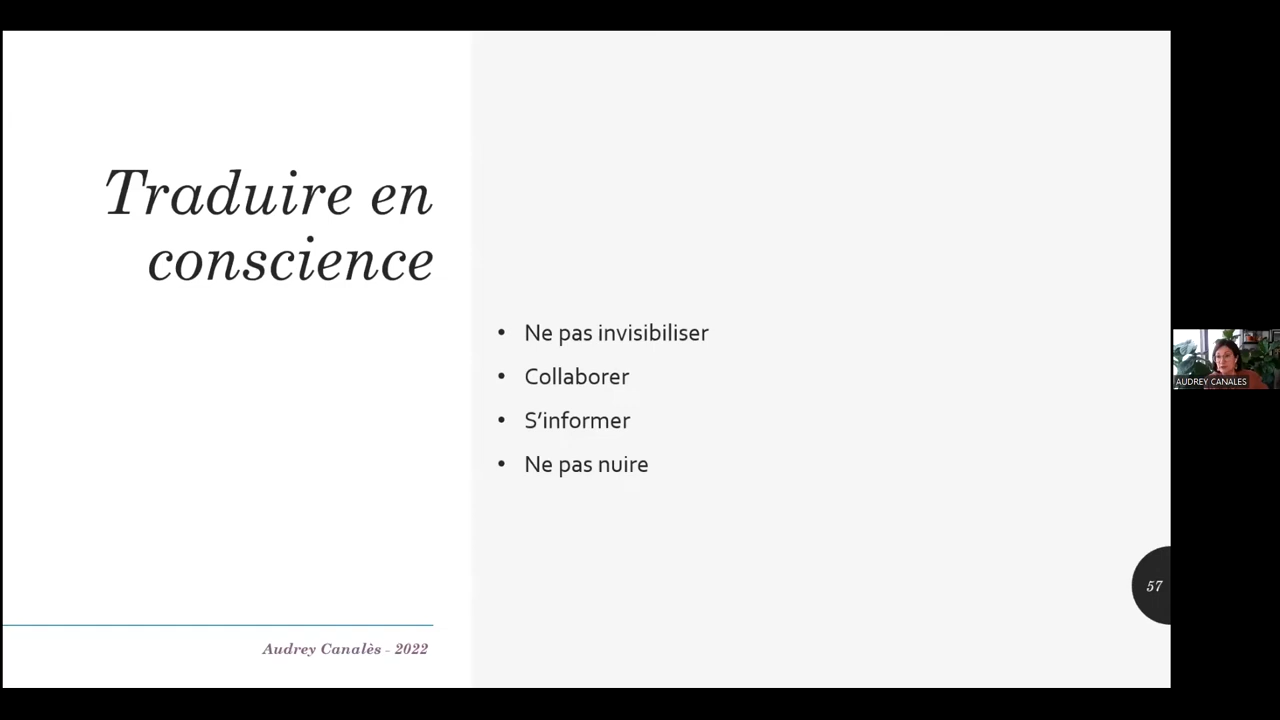 Traduire en
conscience
• Ne pas invisibiliser
• Collaborer
• S’informer
• Ne pas nuire
57
Audrey Canalès - 2022
AUDREY CANALES